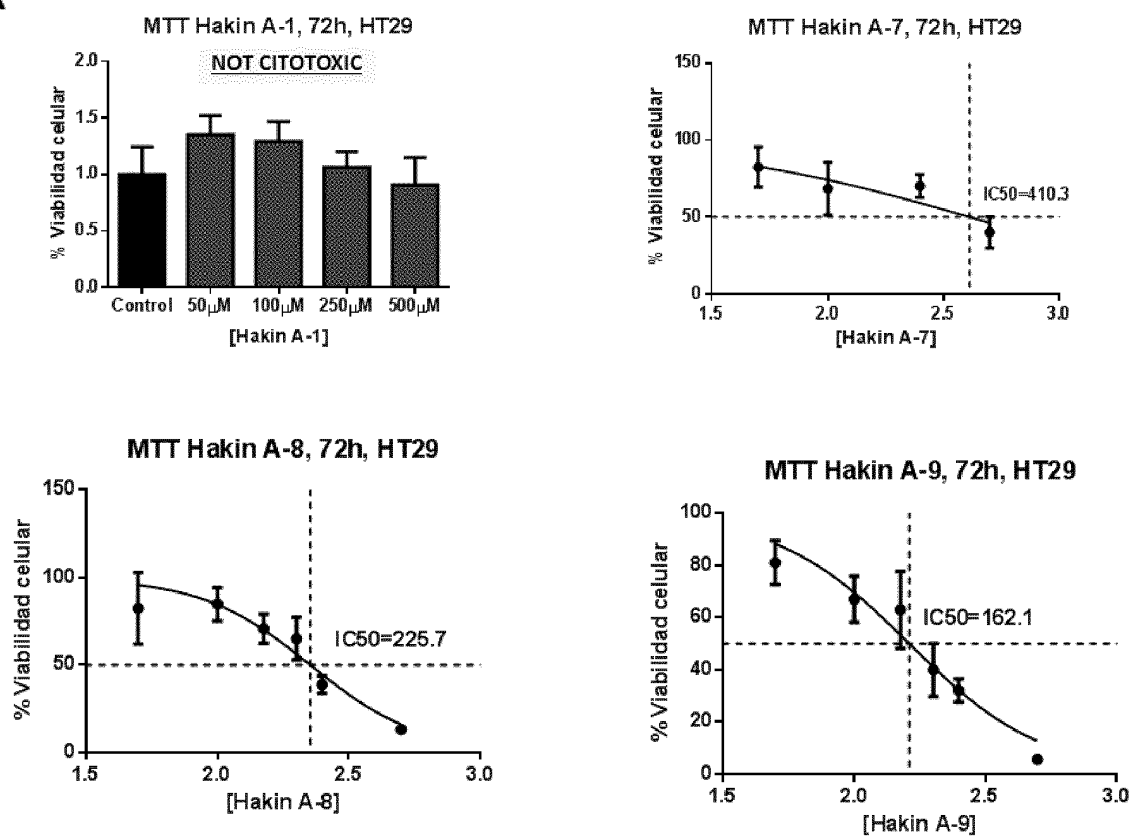 MTT Hakin A-1, 72h, HT29
NOT CITOTOXIC
% Viabilidad celular
2.0
1.5
1.0
0.5
0.0
Control 50µM 100µM 250µM 500µM
[Hakin A-1]
MTT Hakin A-7, 72h, HT29
% Viabilidad celular
150
100
50
0
IC50=410.3
1.5 2.0 2.5 3.0
[Hakin A-7]
MTT Hakin A-8, 72h, HT29
% Viabilidad celular
150
100
50
0
IC50=225.7
1.5 2.0 2.5 3.0
[Hakin A-8]
MTT Hakin A-9, 72h, HT29
% Viabilidad celular
100
80
60
40
20
0
IC50=162.1
1.5 2.0 2.5 3.0
[Hakin A-9]